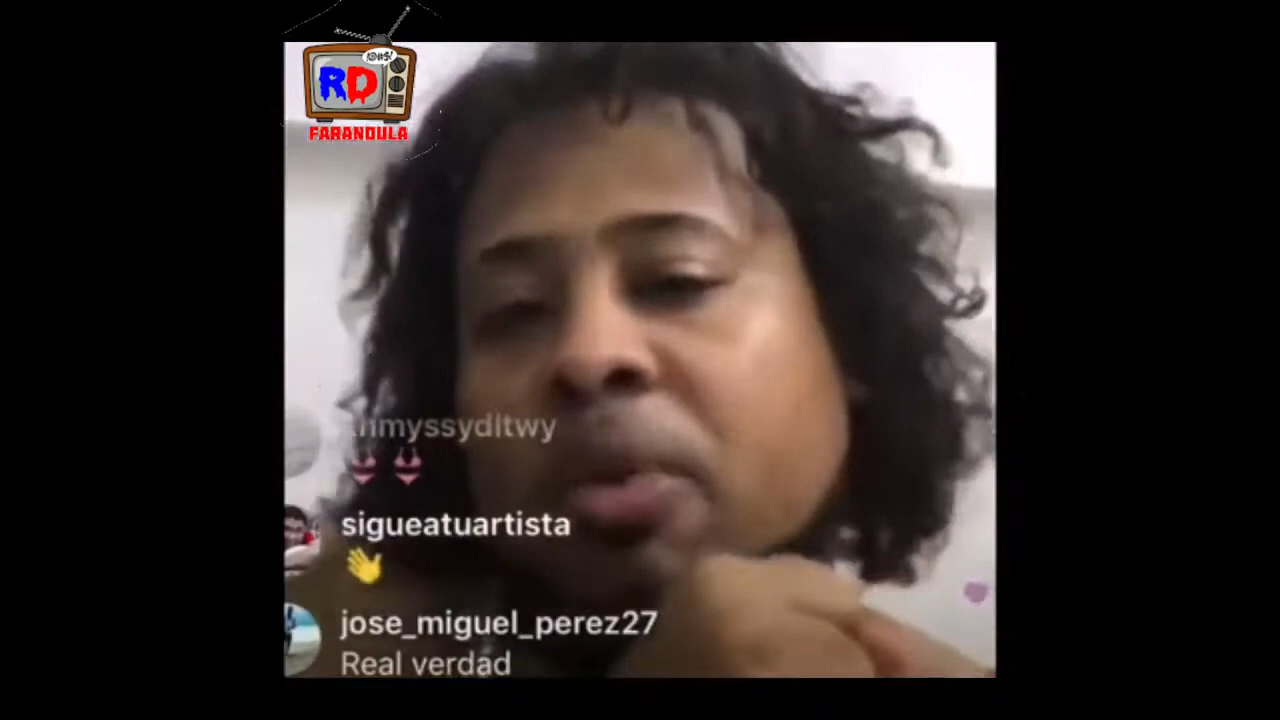 !@#$!
RD
FARANDULA
sigueatuartista
👋
jose_miguel_perez27
Real verdad